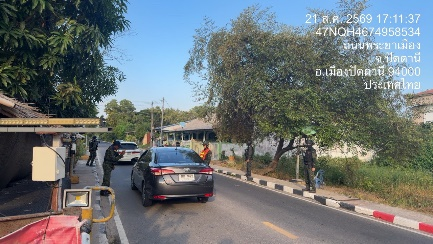 21 ส.ค. 2569 17:11:37
47NQH4674958534
ถนนพระยาเมือง
จ.ปัตตานี
อ.เมืองปัตตานี 94000
ประเทศไทย